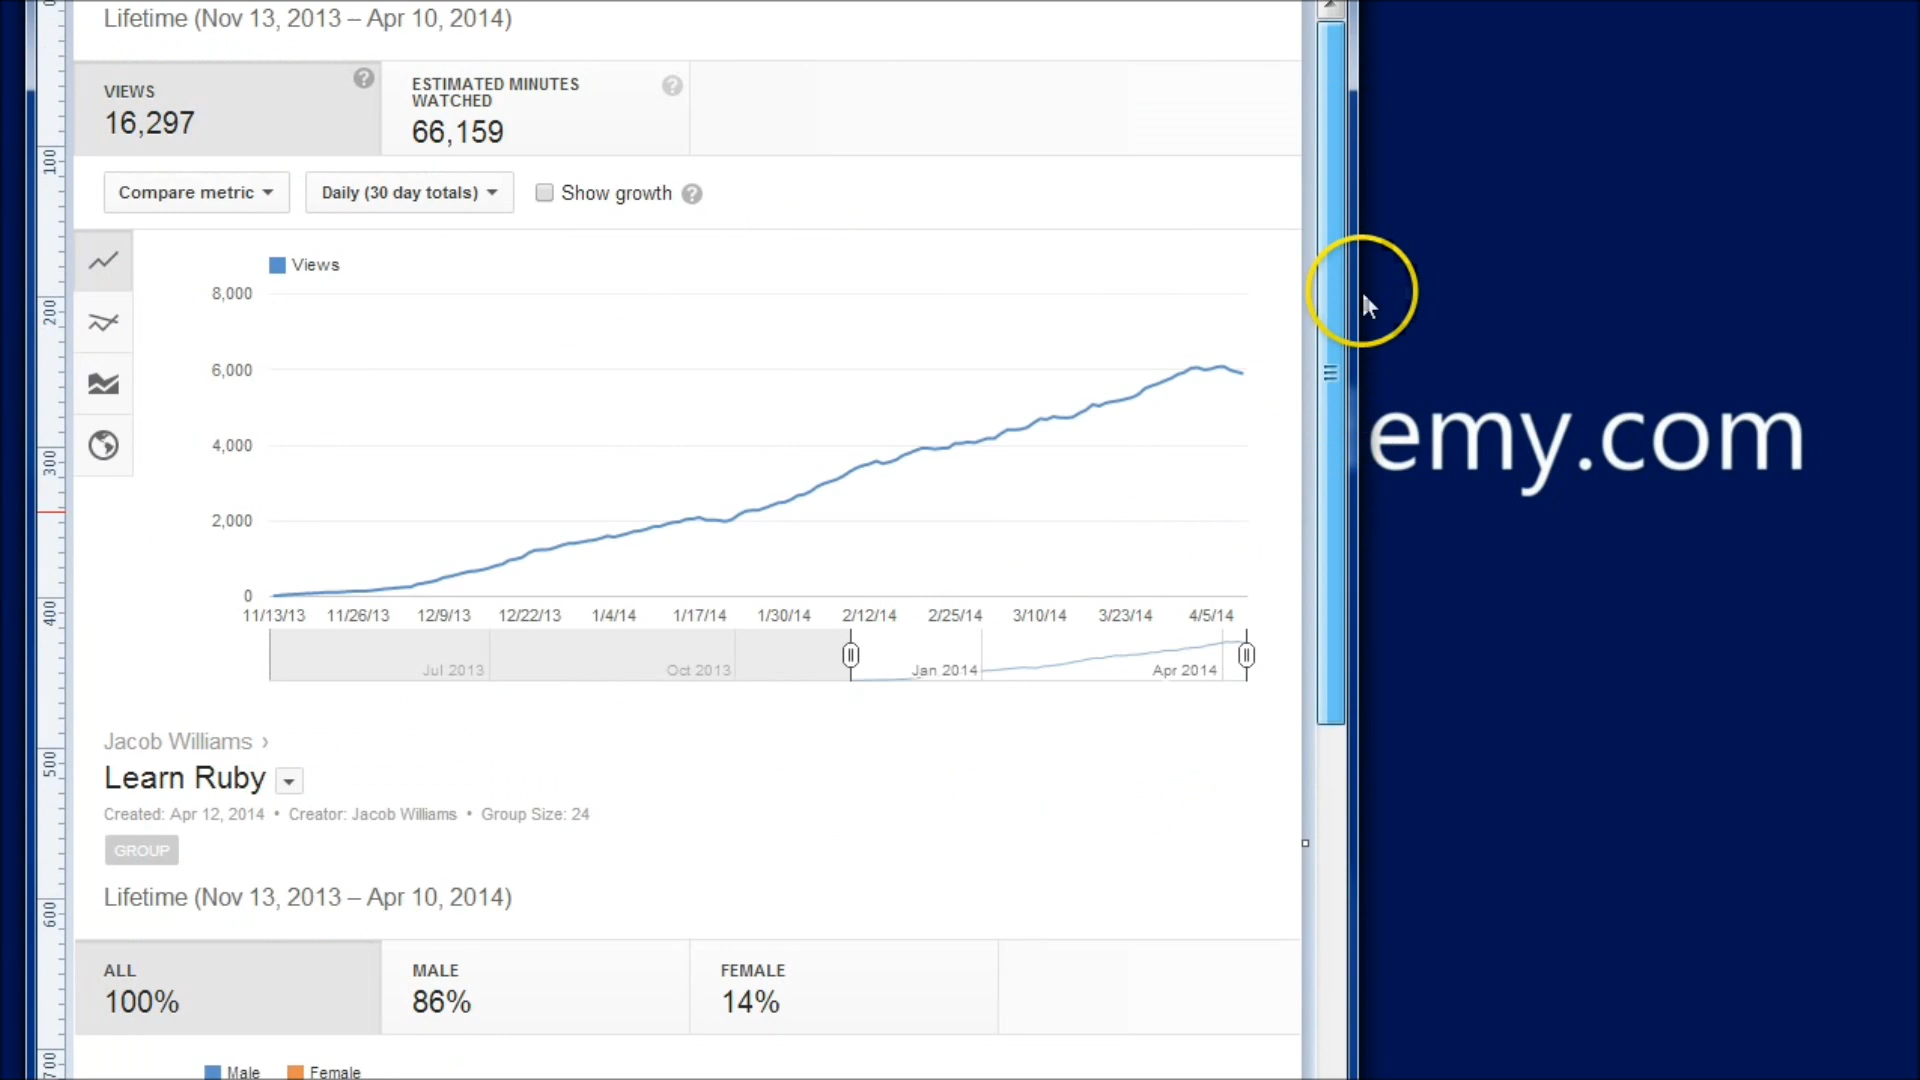 Lifetime (Nov 13, 2013 – Apr 10, 2014)
VIEWS
16,297
ESTIMATED MINUTES
WATCHED
66,159
Compare metric
Daily (30 day totals)
Show growth
Views
8,000
6,000
4,000
2,000
0
11/13/13 11/26/13 12/9/13 12/22/13 1/4/14 1/17/14 1/30/14 2/12/14 2/25/14 3/10/14 3/23/14 4/5/14
Jul 2013 Oct 2013 Jan 2014 Apr 2014
Jacob Williams ›
Learn Ruby
Created: Apr 12, 2014 • Creator: Jacob Williams • Group Size: 24
GROUP
Lifetime (Nov 13, 2013 – Apr 10, 2014)
ALL
100%
MALE
86%
FEMALE
14%
Male Female
100
200
300
400
500
600
700
emy.com